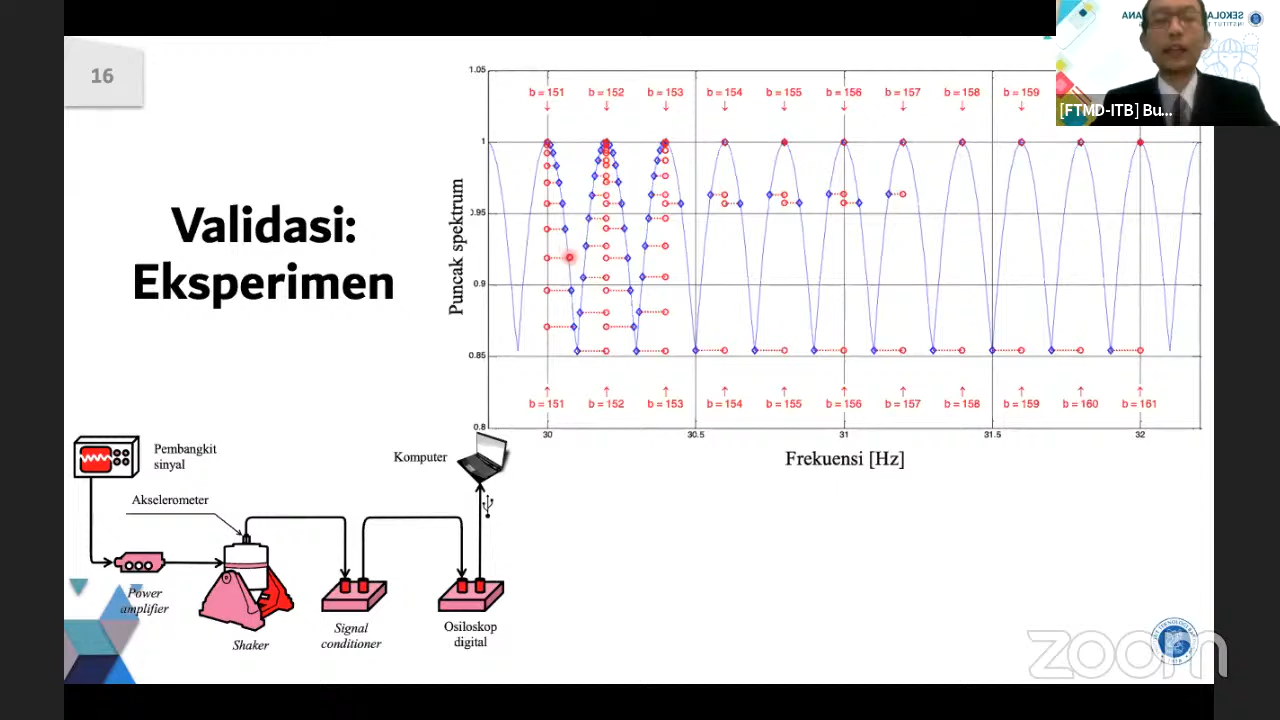 16
Validasi:
Eksperimen
1.05
1
0.95
0.9
0.85
0.8
Puncak spektrum
b = 151
b = 152
b = 153
b = 154
b = 155
b = 156
b = 157
b = 158
b = 159
b = 151
b = 152
b = 153
b = 154
b = 155
b = 156
b = 157
b = 158
b = 159
b = 160
b = 161
30
30.5
31
31.5
32
Frekuensi [Hz]
[FTMD-ITB] Bu...
Pembangkit
sinyal
Komputer
Akselerometer
Power
amplifier
Shaker
Signal
conditioner
Osiloskop
digital
zoom